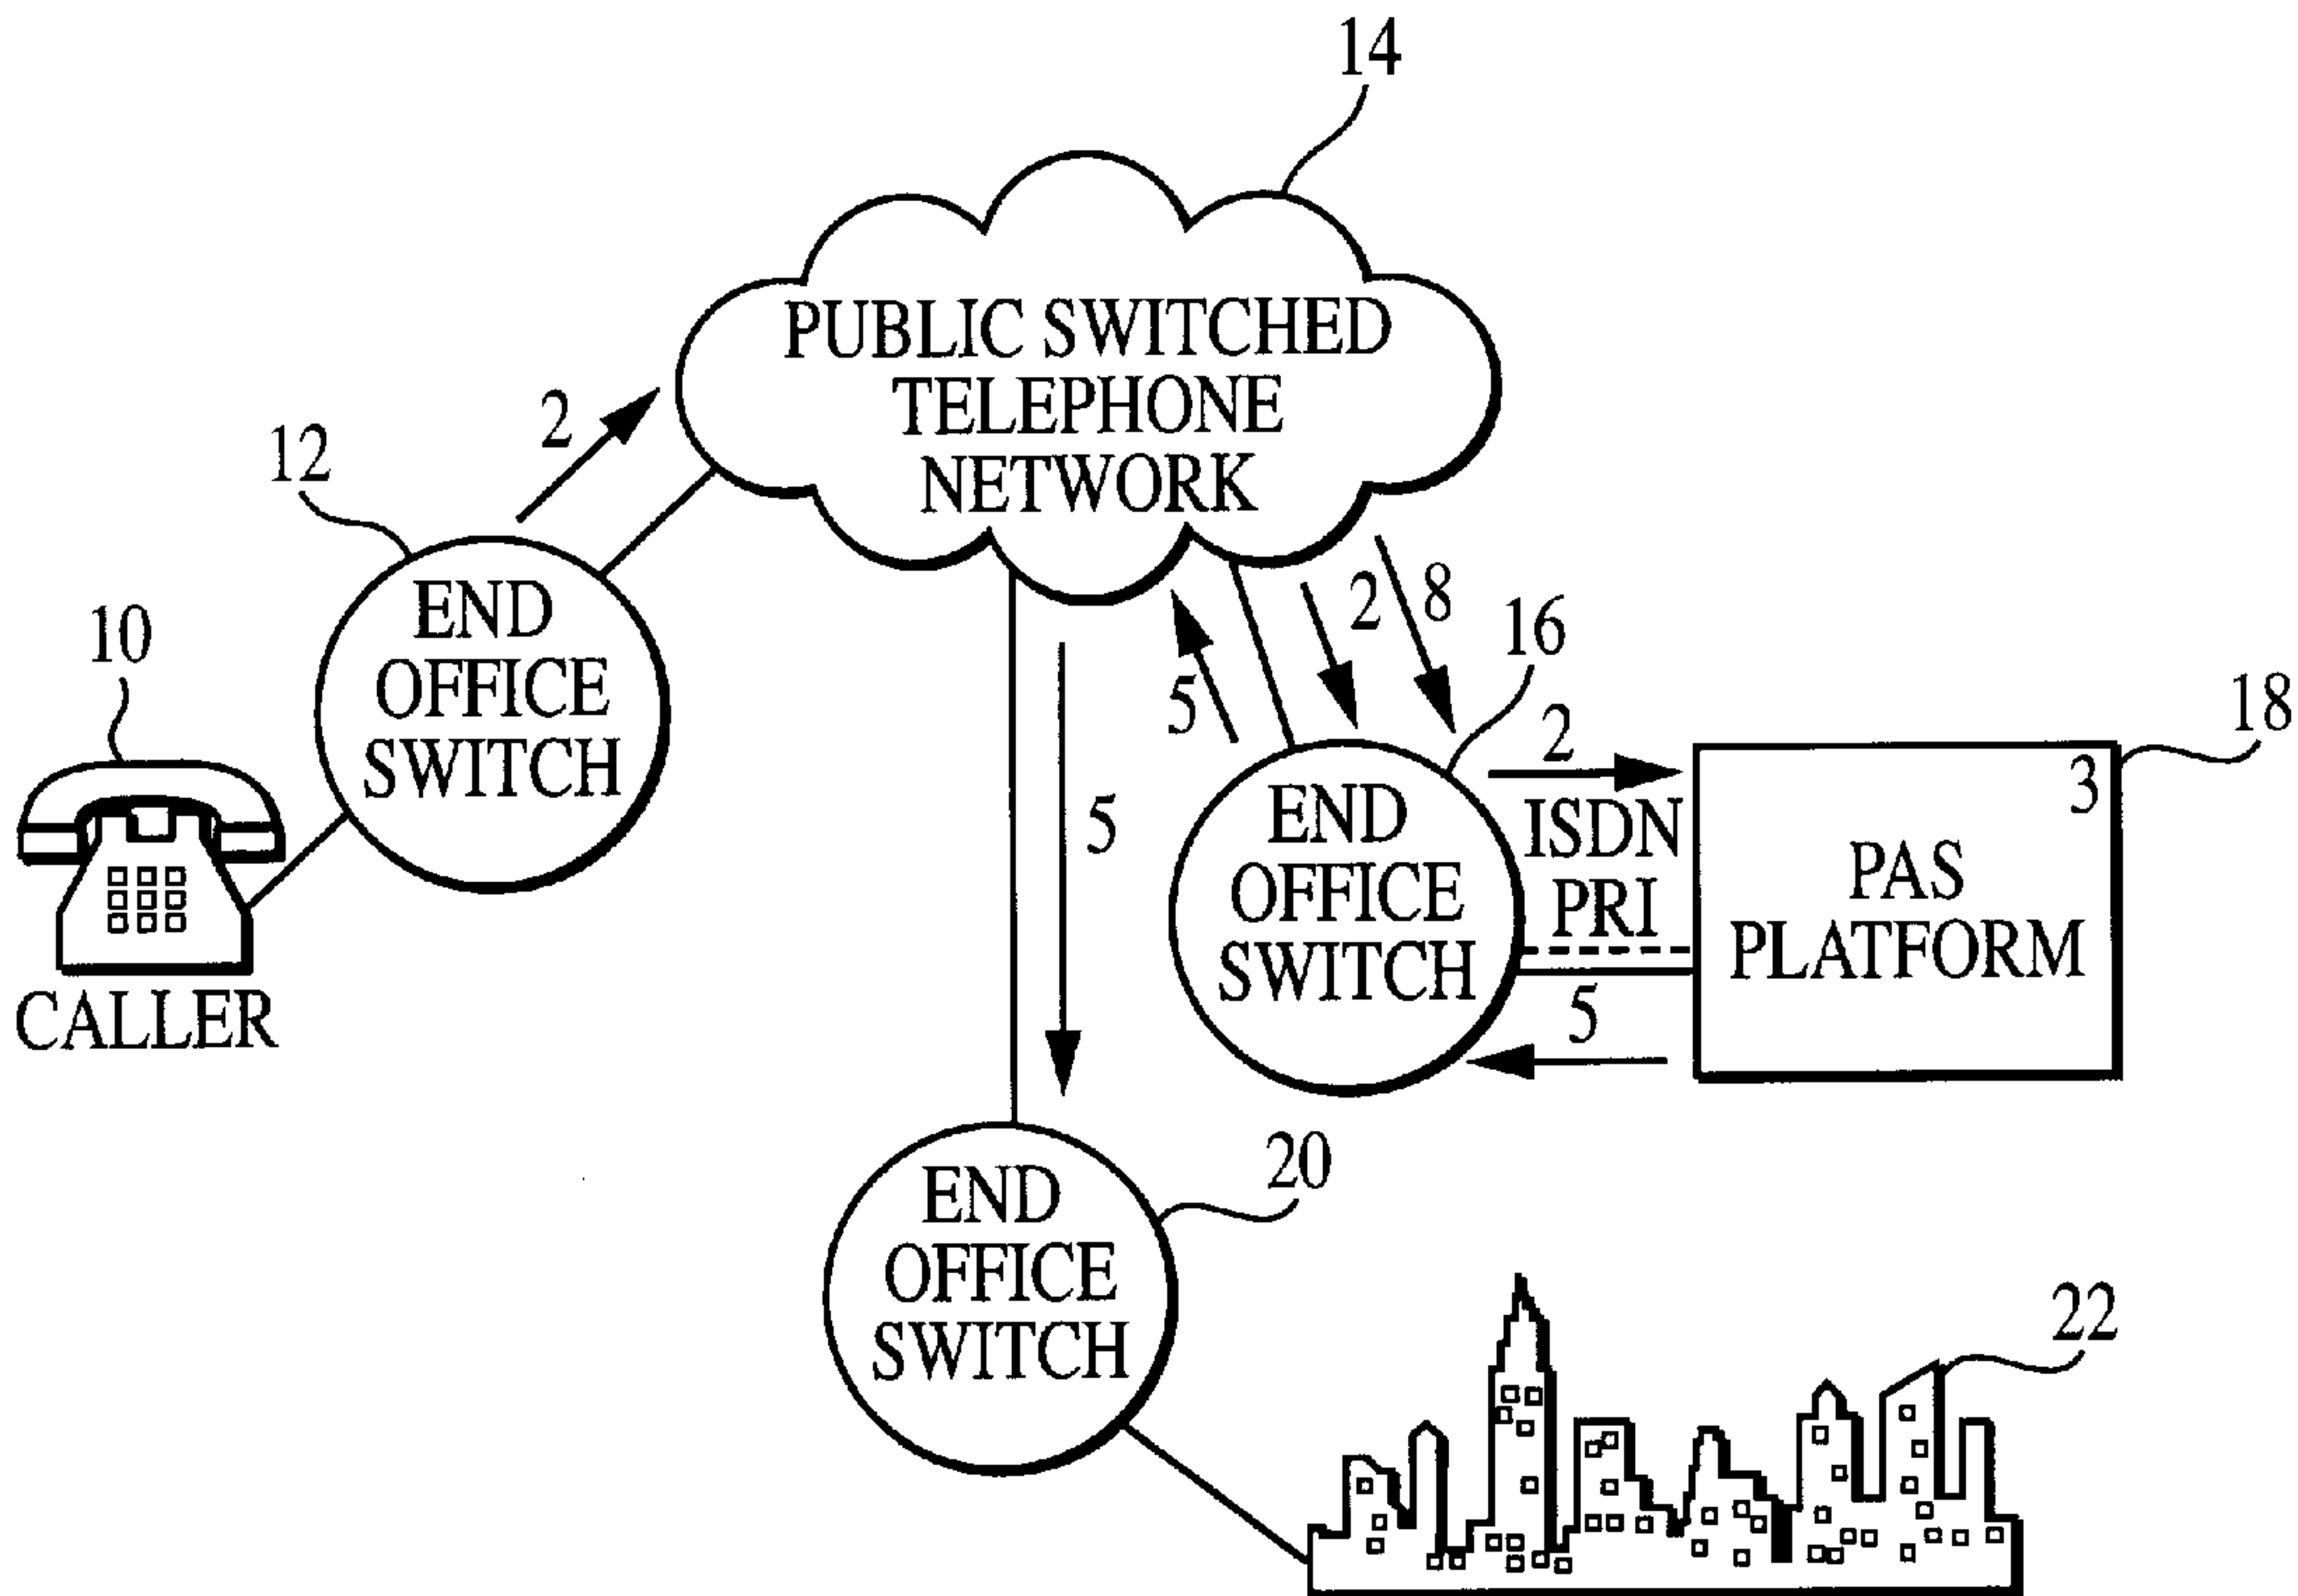 14
PUBLIC SWITCHED
TELEPHONE
NETWORK
2
12
END
OFFICE
SWITCH
10
CALLER
2
8
5
16
5
2
18
3
END
OFFICE
SWITCH
ISDN
PRI
PAS
PLATFORM
5
20
END
OFFICE
SWITCH
22